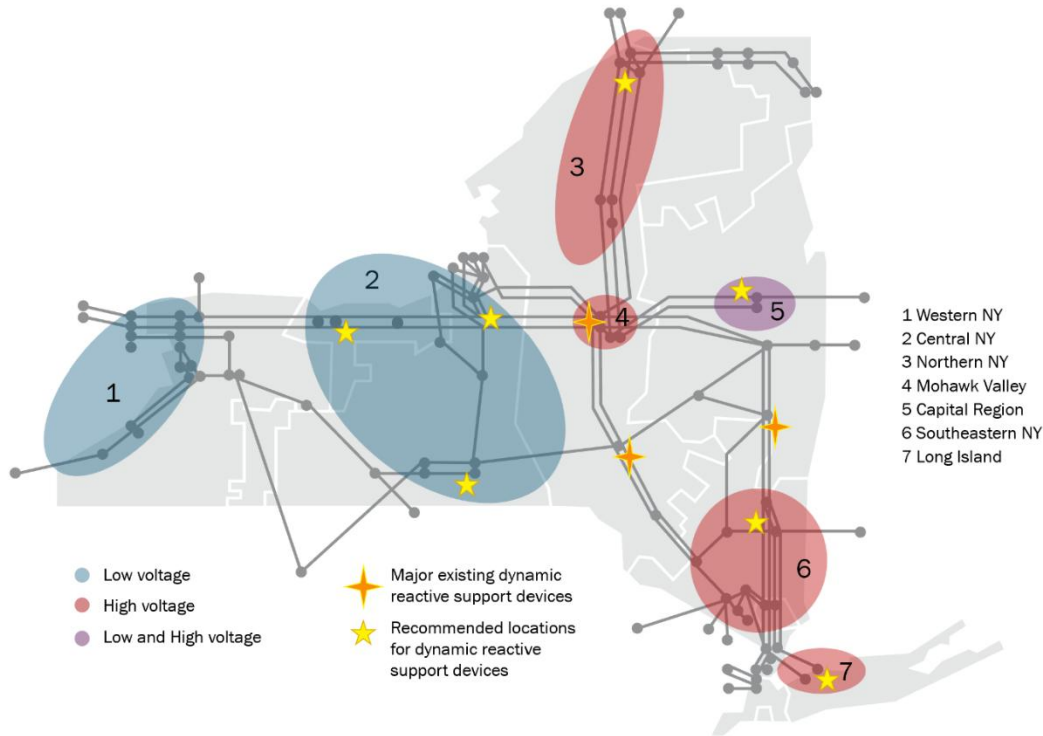 3
2
4
5
1
6
7
1 Western NY
2 Central NY
3 Northern NY
4 Mohawk Valley
5 Capital Region
6 Southeastern NY
7 Long Island
Low voltage
High voltage
Low and High voltage
Major existing dynamic
reactive support devices
Recommended locations
for dynamic reactive
support devices